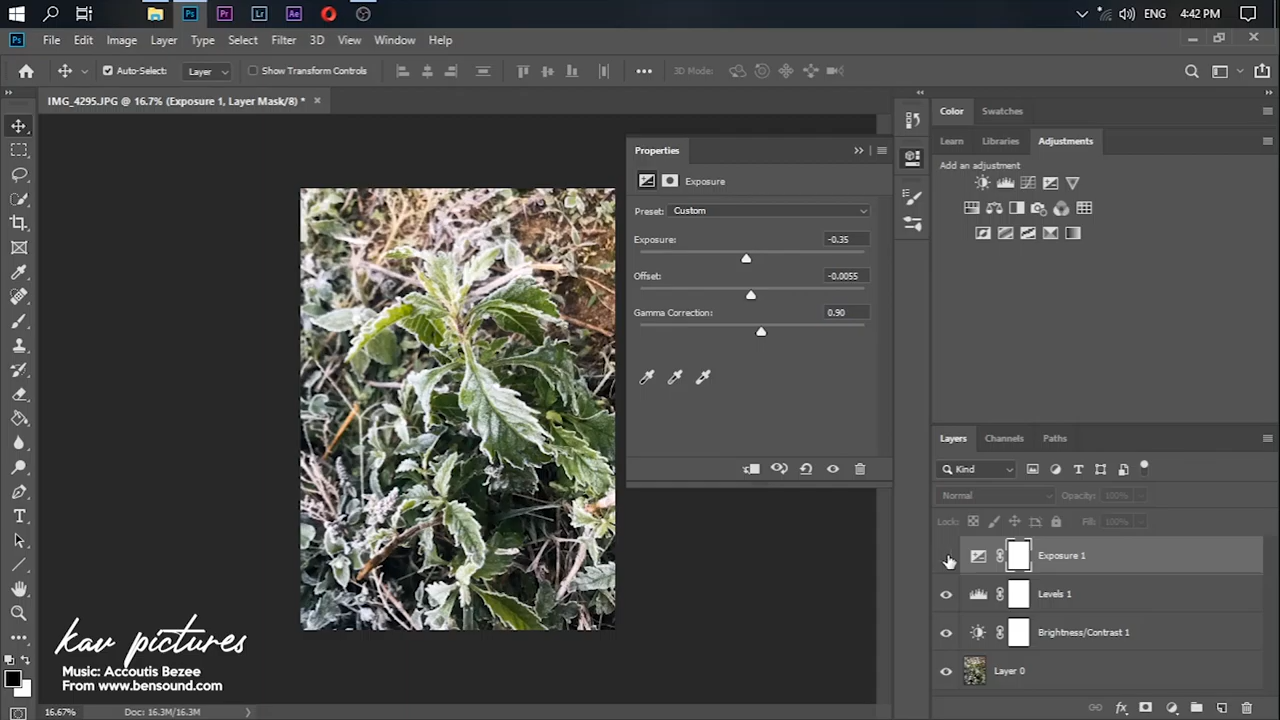 ENG 4:42 PM
File Edit Image Layer Type Select Filter 3D View Window Help
Auto-Select: Layer Show Transform Controls 3D Mode:
IMG_4295.JPG @ 16.7% (Exposure 1, Layer Mask/8) *
Color Swatches
Learn Libraries Adjustments
Add an adjustment
Properties
Exposure
Preset: Custom
Exposure: -0.35
Offset: -0.0055
Gamma Correction: 0.90
Layers Channels Paths
Kind
Normal Opacity: 100%
Lock: Fill: 100%
Exposure 1
Levels 1
Brightness/Contrast 1
Layer 0
kav pictures
Music: Accoutis Bezee
From www.bensound.com
16.67% Doc: 16.3M/16.3M